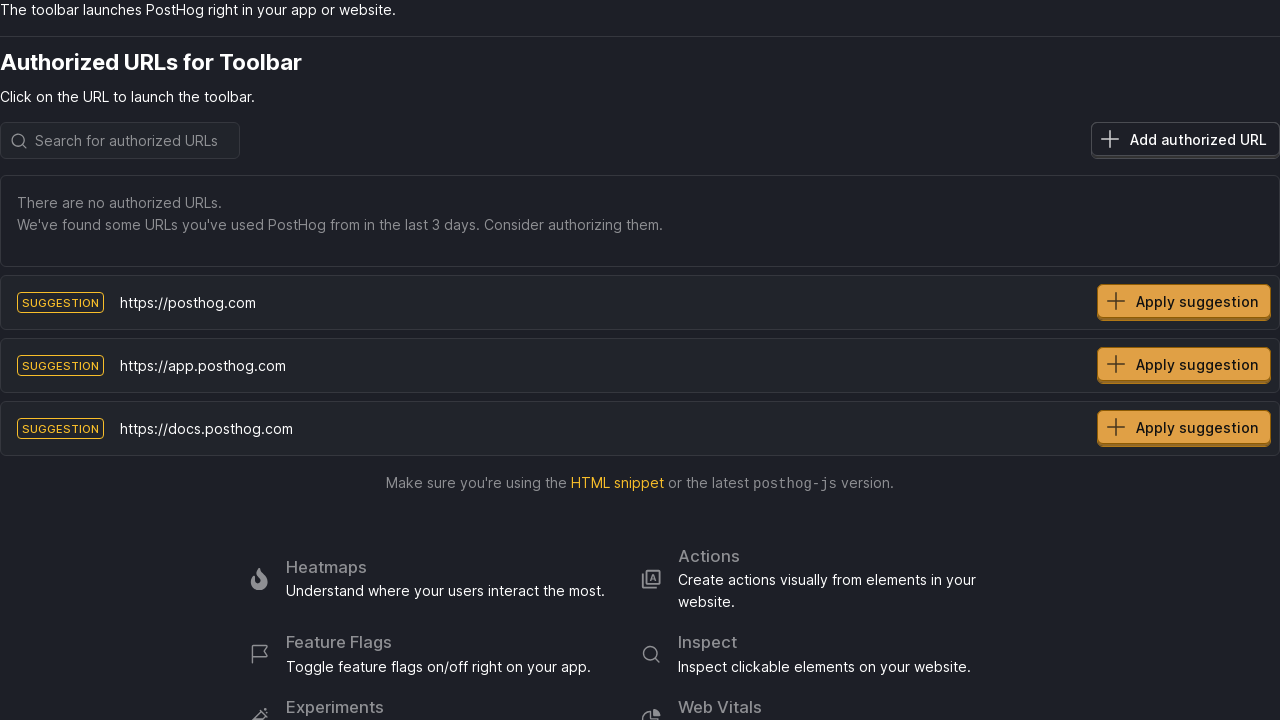 The toolbar launches PostHog right in your app or website.
Authorized URLs for Toolbar
Click on the URL to launch the toolbar.
Search for authorized URLs
Add authorized URL
There are no authorized URLs.
We've found some URLs you've used PostHog from in the last 3 days. Consider authorizing them.
SUGGESTION https://posthog.com Apply suggestion
SUGGESTION https://app.posthog.com Apply suggestion
SUGGESTION https://docs.posthog.com Apply suggestion
Make sure you're using the HTML snippet or the latest posthog-js version.
Heatmaps
Understand where your users interact the most.
Actions
Create actions visually from elements in your
website.
Feature Flags
Toggle feature flags on/off right on your app.
Inspect
Inspect clickable elements on your website.
Experiments
Web Vitals